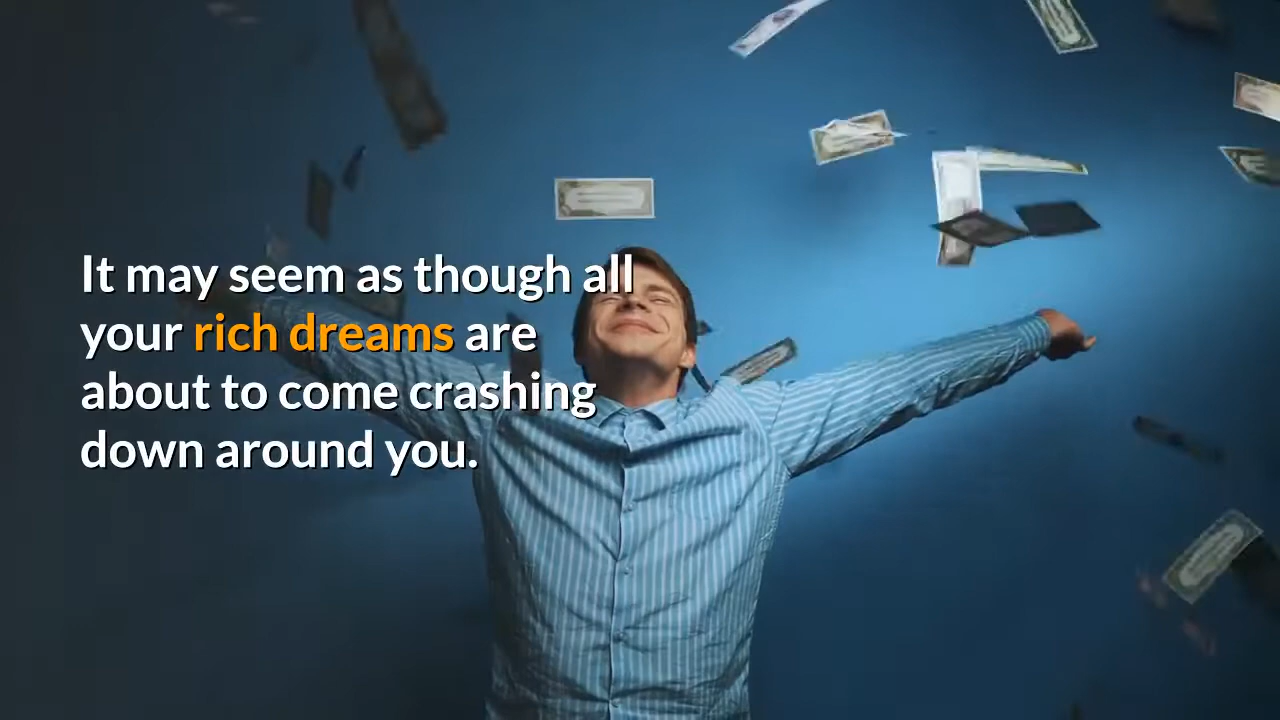 It may seem as though all
your rich dreams are
about to come crashing
down around you.